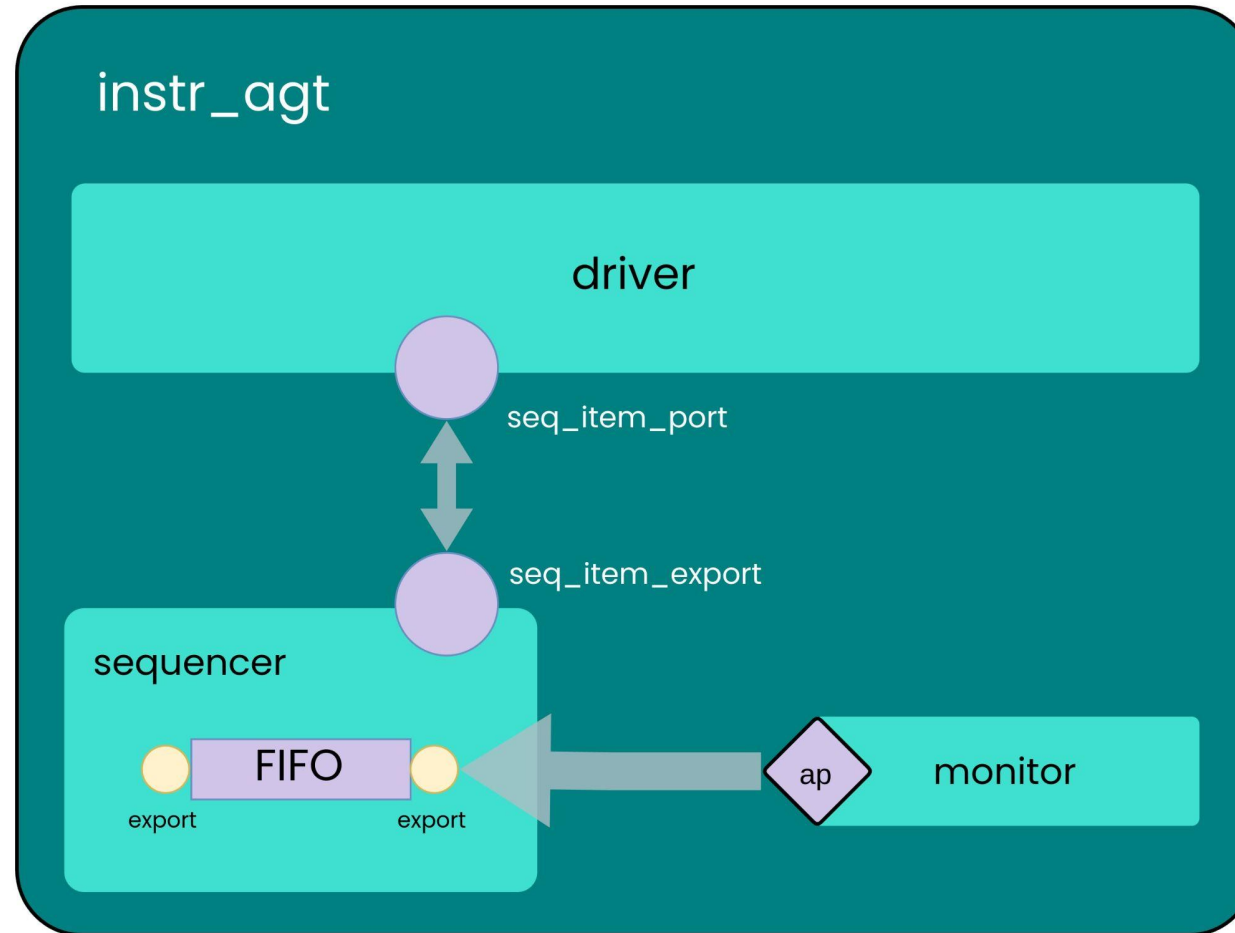 instr_agt
driver
seq_item_port
seq_item_export
sequencer
FIFO
export
export
ap
monitor